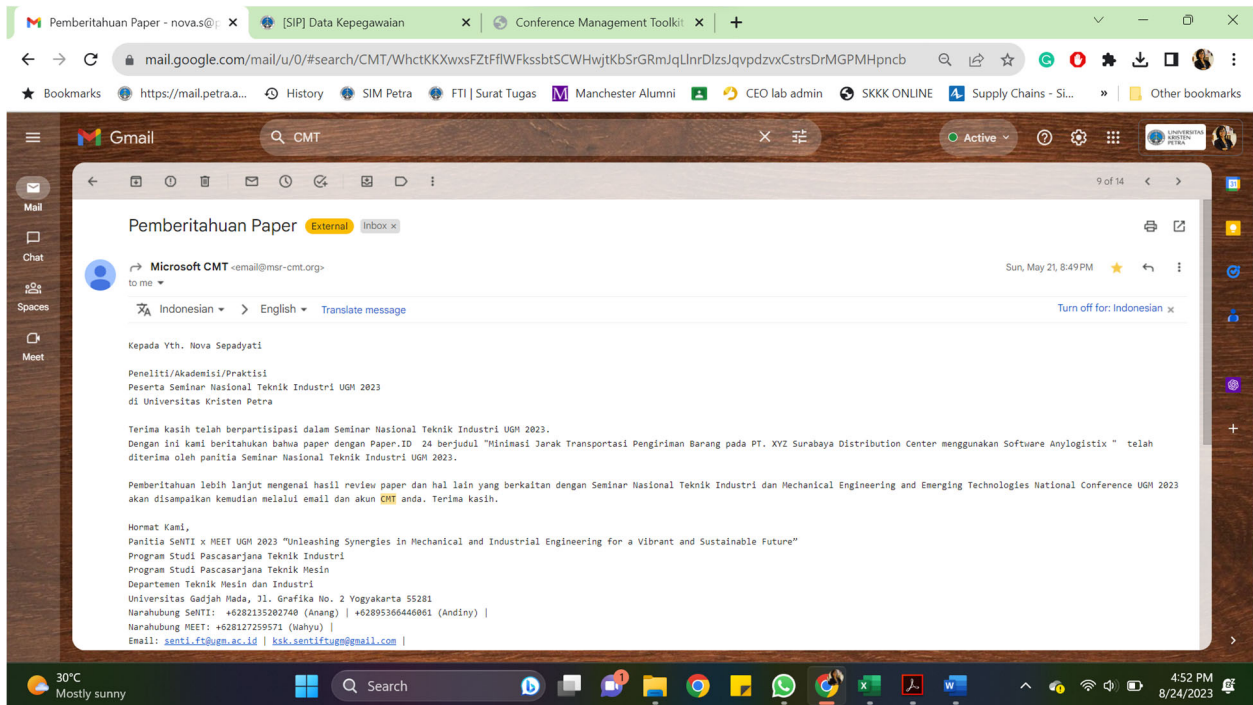 Pemberitahuan Paper - nova.s@p
[SIP] Data Kepegawaian
Conference Management Toolkit
mail.google.com/mail/u/0/#search/CMT/WhctKKXwxsFZtFflWFkssbtSCWHwjtKbSrGRmJqLlnrDlzsJqvpdzvxCstrsDrMGPMHpncb
Bookmarks https://mail.petra.a... History SIM Petra FTI | Surat Tugas Manchester Alumni CEO lab admin SKKK ONLINE Supply Chains - Si... » Other bookmarks
Gmail CMT Active UNIVERSITAS KRISTEN PETRA
9 of 14
Mail
Chat
Spaces
Meet
Pemberitahuan Paper External Inbox ×
Microsoft CMT <email@msr-cmt.org> Sun, May 21, 8:49 PM
to me
Indonesian > English Translate message Turn off for: Indonesian ×
Kepada Yth. Nova Sepadyati
Peneliti/Akademisi/Praktisi
Peserta Seminar Nasional Teknik Industri UGM 2023
di Universitas Kristen Petra
Terima kasih telah berpartisipasi dalam Seminar Nasional Teknik Industri UGM 2023.
Dengan ini kami beritahukan bahwa paper dengan Paper.ID 24 berjudul "Minimasi Jarak Transportasi Pengiriman Barang pada PT. XYZ Surabaya Distribution Center menggunakan Software Anylogistix " telah
diterima oleh panitia Seminar Nasional Teknik Industri UGM 2023.
Pemberitahuan lebih lanjut mengenai hasil review paper dan hal lain yang berkaitan dengan Seminar Nasional Teknik Industri dan Mechanical Engineering and Emerging Technologies National Conference UGM 2023
akan disampaikan kemudian melalui email dan akun CMT anda. Terima kasih.
Hormat Kami,
Panitia SeNTI x MEET UGM 2023 "Unleashing Synergies in Mechanical and Industrial Engineering for a Vibrant and Sustainable Future"
Program Studi Pascasarjana Teknik Industri
Program Studi Pascasarjana Teknik Mesin
Departemen Teknik Mesin dan Industri
Universitas Gadjah Mada, Jl. Grafika No. 2 Yogyakarta 55281
Narahubung SeNTI: +6282135202740 (Anang) | +62895366446061 (Andiny) |
Narahubung MEET: +628127259571 (Wahyu) |
Email: senti.ft@ugm.ac.id | ksk.sentiftugm@gmail.com |
30°C
Mostly sunny
Search
1
4:52 PM
8/24/2023